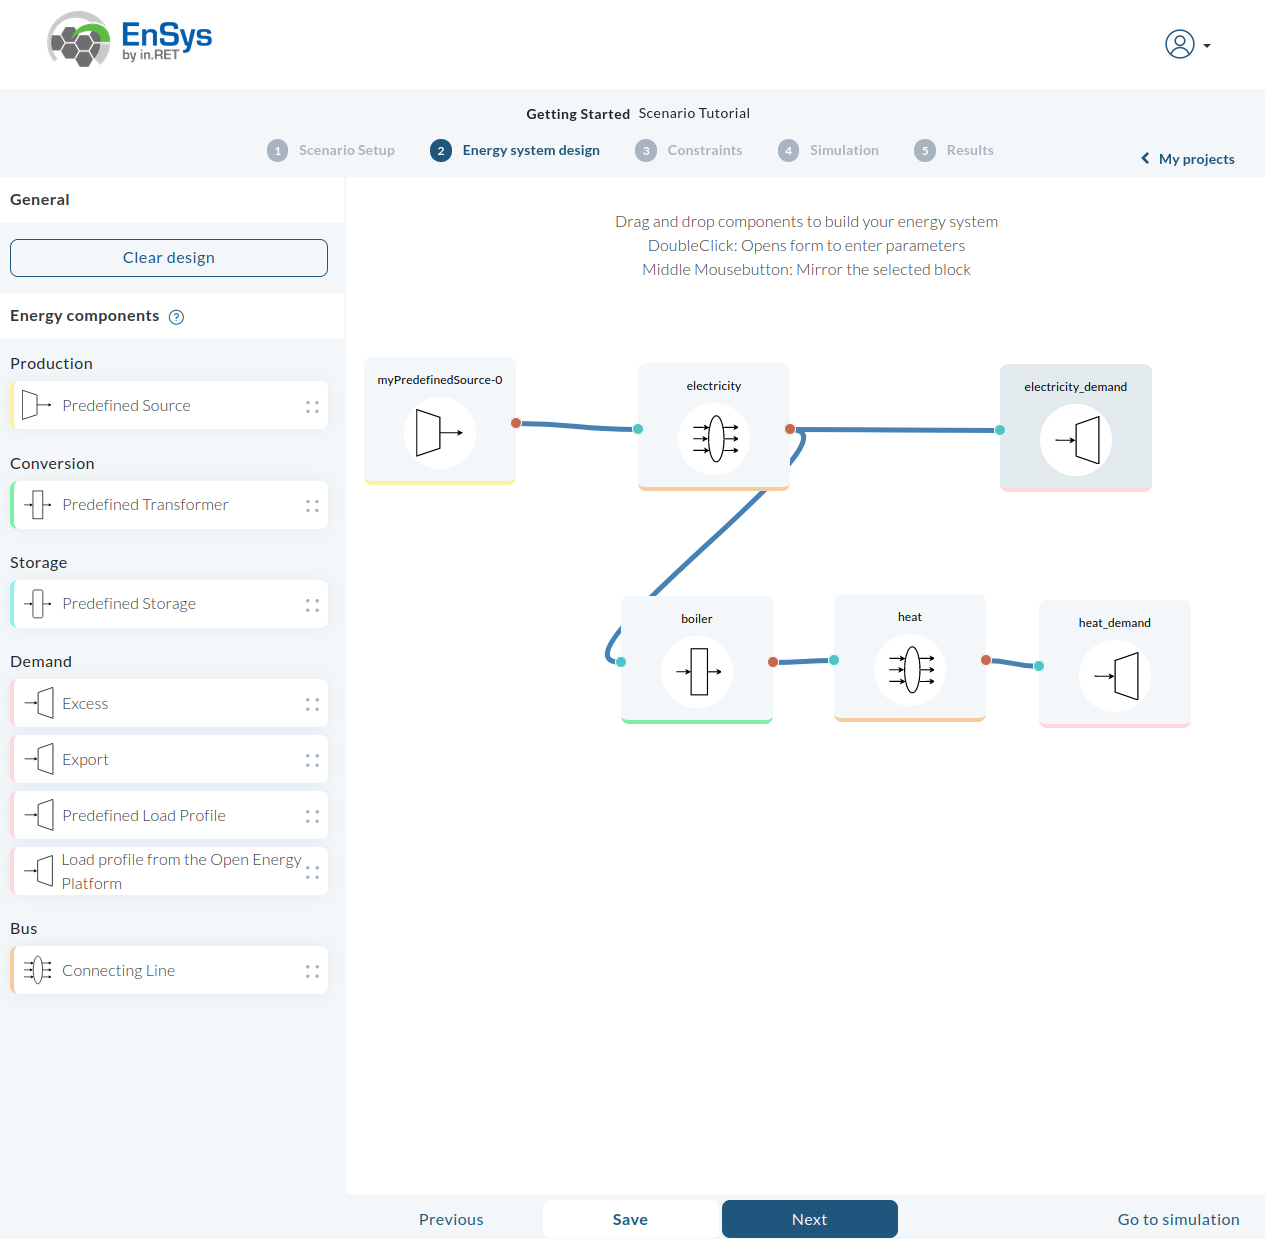 EnSys
by in.RET
Getting Started Scenario Tutorial
1 Scenario Setup 2 Energy system design 3 Constraints 4 Simulation 5 Results
My projects
General
Clear design
Energy components ?
Production
Predefined Source
Conversion
Predefined Transformer
Storage
Predefined Storage
Demand
Excess
Export
Predefined Load Profile
Load profile from the Open Energy
Platform
Bus
Connecting Line
Drag and drop components to build your energy system
DoubleClick: Opens form to enter parameters
Middle Mousebutton: Mirror the selected block
myPredefinedSource-0
electricity
electricity_demand
boiler
heat
heat_demand
Previous Save Next Go to simulation